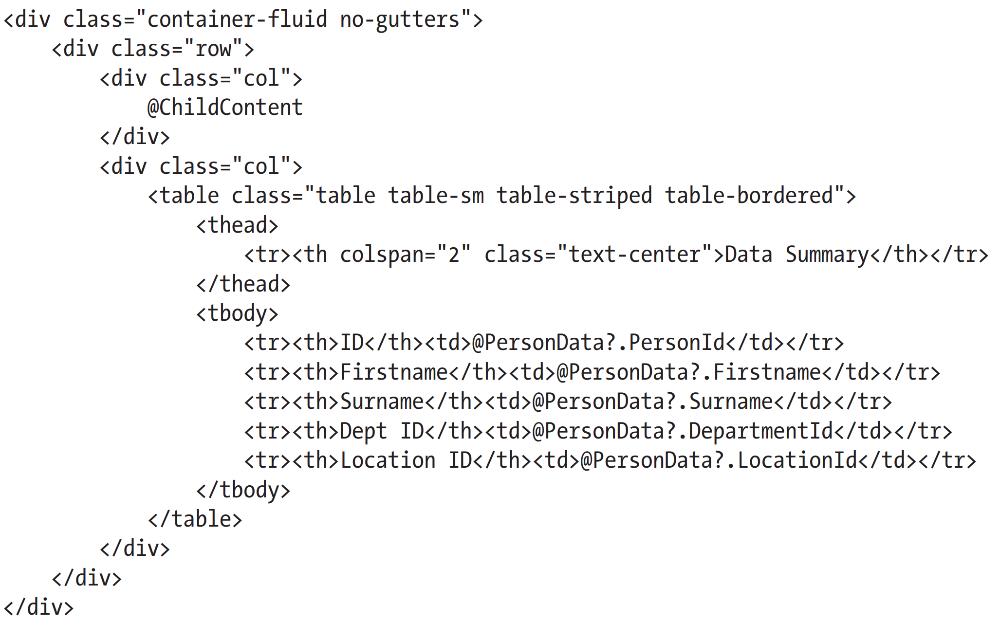 <div class="container-fluid no-gutters">
    <div class="row">
        <div class="col">
            @ChildContent
        </div>
        <div class="col">
            <table class="table table-sm table-striped table-bordered">
                <thead>
                    <tr><th colspan="2" class="text-center">Data Summary</th></tr>
                </thead>
                <tbody>
                    <tr><th>ID</th><td>@PersonData?.PersonId</td></tr>
                    <tr><th>Firstname</th><td>@PersonData?.Firstname</td></tr>
                    <tr><th>Surname</th><td>@PersonData?.Surname</td></tr>
                    <tr><th>Dept ID</th><td>@PersonData?.DepartmentId</td></tr>
                    <tr><th>Location ID</th><td>@PersonData?.LocationId</td></tr>
                </tbody>
            </table>
        </div>
    </div>
</div>